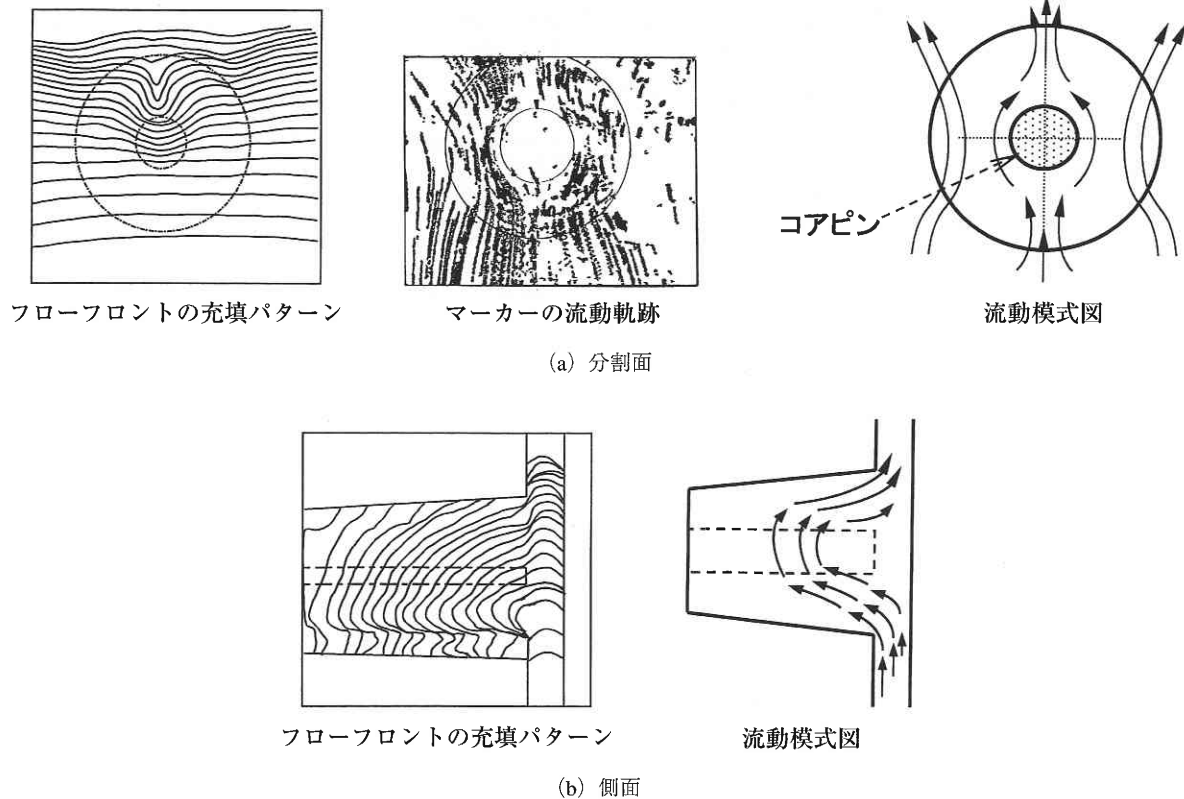 コアピン
フローフロントの充填パターン
マーカーの流動軌跡
流動模式図
(a) 分割面
フローフロントの充填パターン
流動模式図
(b) 側面